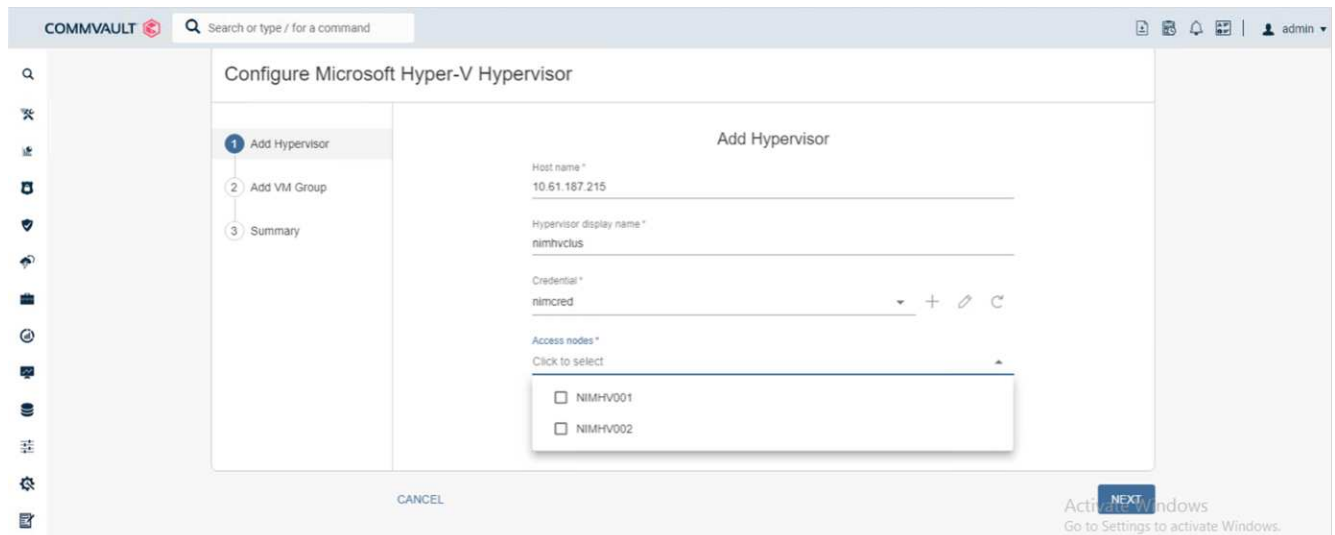 COMMVAULT
Search or type / for a command
admin
Configure Microsoft Hyper-V Hypervisor
1 Add Hypervisor
2 Add VM Group
3 Summary
Add Hypervisor
Host name *
10.61.187.215
Hypervisor display name *
nimhvclus
Credential *
nimcred
Access nodes *
Click to select
NIMHV001
NIMHV002
CANCEL
NEXT
Activate Windows
Go to Settings to activate Windows.